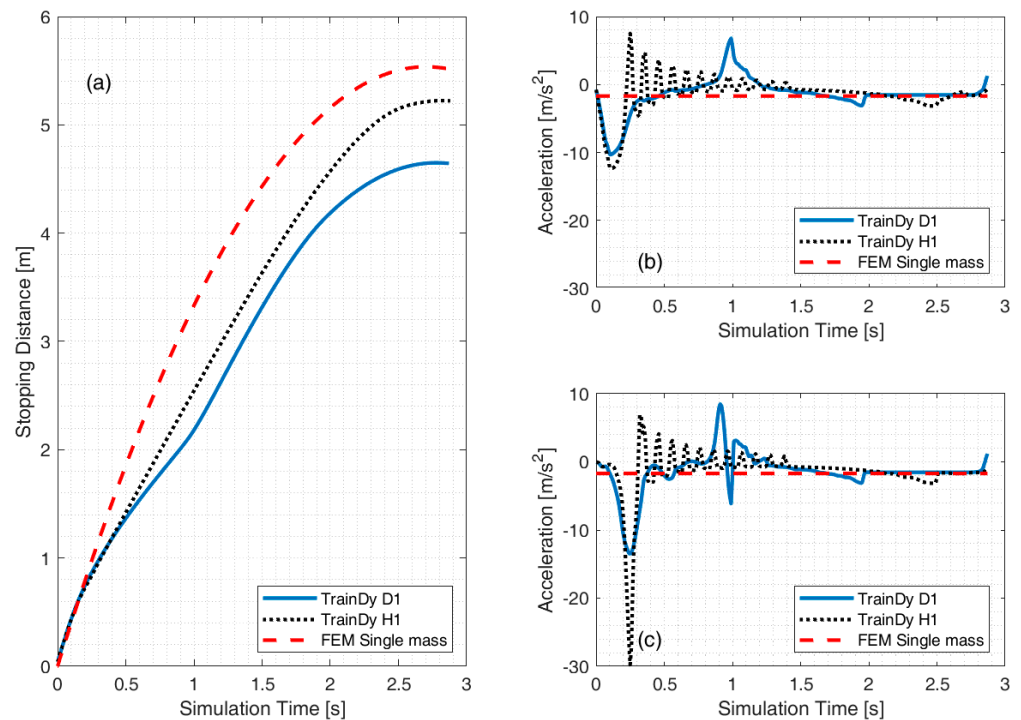 6
5
4
3
2
1
0
Stopping Distance [m]
(a)
TrainDy D1
TrainDy H1
FEM Single mass
0 0.5 1 1.5 2 2.5 3
Simulation Time [s]
10
0
-10
-20
-30
Acceleration [m/s²]
(b)
TrainDy D1
TrainDy H1
FEM Single mass
0 0.5 1 1.5 2 2.5 3
Simulation Time [s]
10
0
-10
-20
-30
Acceleration [m/s²]
(c)
TrainDy D1
TrainDy H1
FEM Single mass
0 0.5 1 1.5 2 2.5 3
Simulation Time [s]